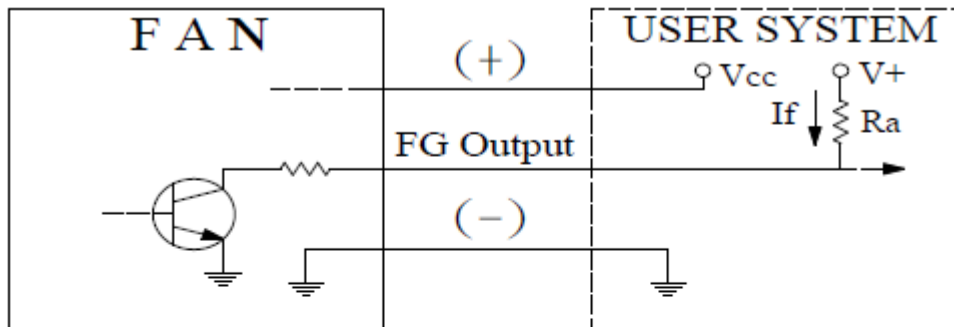 F A N
USER SYSTEM
(+)
Vcc
V+
If
Ra
FG Output
(−)